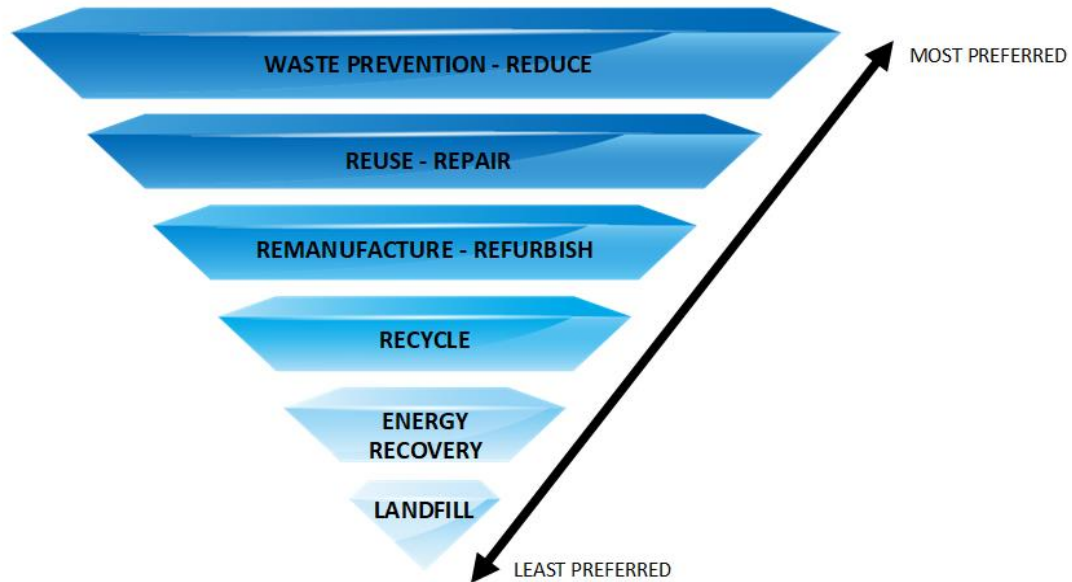 WASTE PREVENTION - REDUCE
MOST PREFERRED
REUSE - REPAIR
REMANUFACTURE - REFURBISH
RECYCLE
ENERGY
RECOVERY
LANDFILL
LEAST PREFERRED